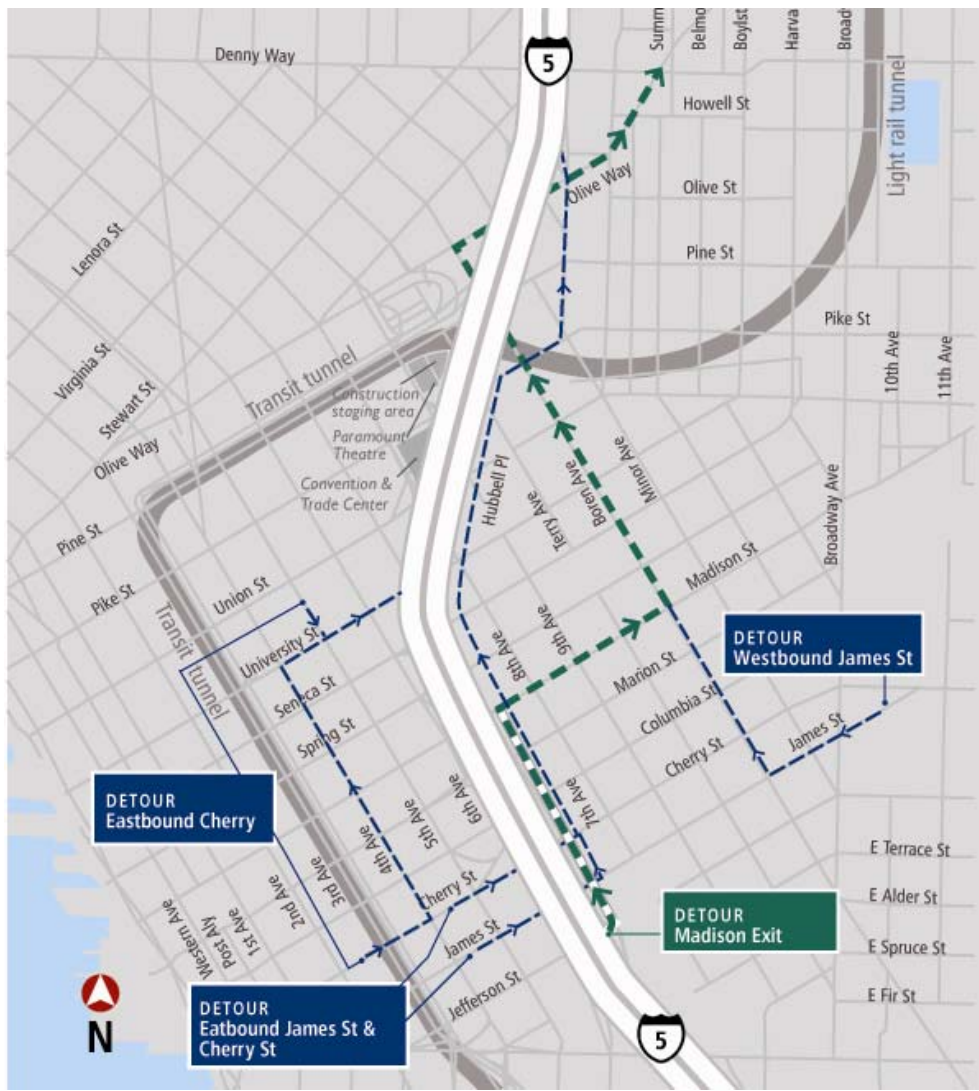 Denny Way
5
Summ
Belmo
Boylst
Harva
Broad
Howell St
Light rail tunnel
Olive Way
Olive St
Lenora St
Pine St
Pike St
10th Ave
11th Ave
Virginia St
Stewart St
Transit tunnel
Construction
staging area
Paramount
Theatre
Convention &
Trade Center
Olive Way
Hubbell Pl
Terry Ave
Boren Ave
Minor Ave
Broadway Ave
Pine St
Pike St
Union St
Madison St
Transit tunnel
University St
Seneca St
Spring St
8th Ave
9th Ave
Marion St
Columbia St
Cherry St
James St
DETOUR
Westbound James St
DETOUR
Eastbound Cherry
6th Ave
5th Ave
4th Ave
3rd Ave
2nd Ave
1st Ave
Post Aly
Western Ave
7th Ave
Cherry St
James St
Jefferson St
E Terrace St
E Alder St
E Spruce St
E Fir St
DETOUR
Madison Exit
N
DETOUR
Eatbound James St &
Cherry St
5